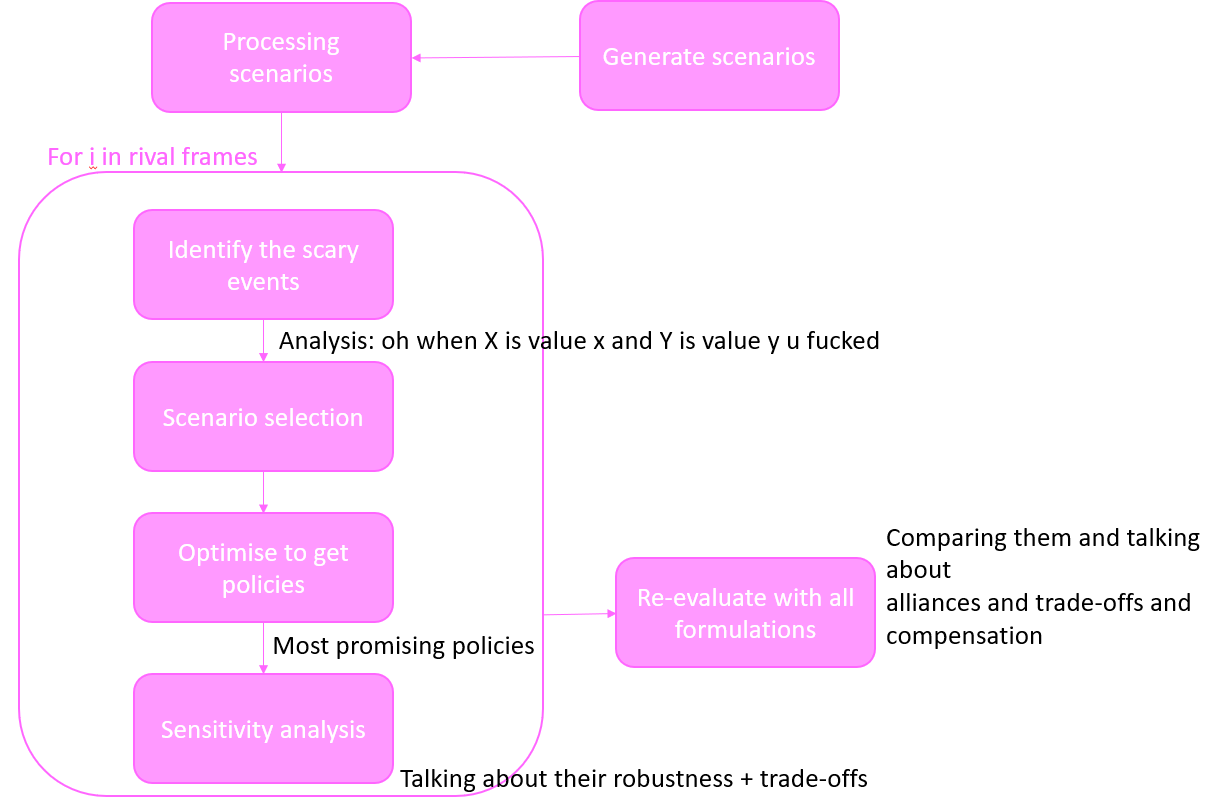 Processing
scenarios
Generate scenarios
For i in rival frames
Identify the scary
events
Analysis: oh when X is value x and Y is value y u fucked
Scenario selection
Optimise to get
policies
Most promising policies
Sensitivity analysis
Talking about their robustness + trade-offs
Re-evaluate with all
formulations
Comparing them and talking
about
alliances and trade-offs and
compensation